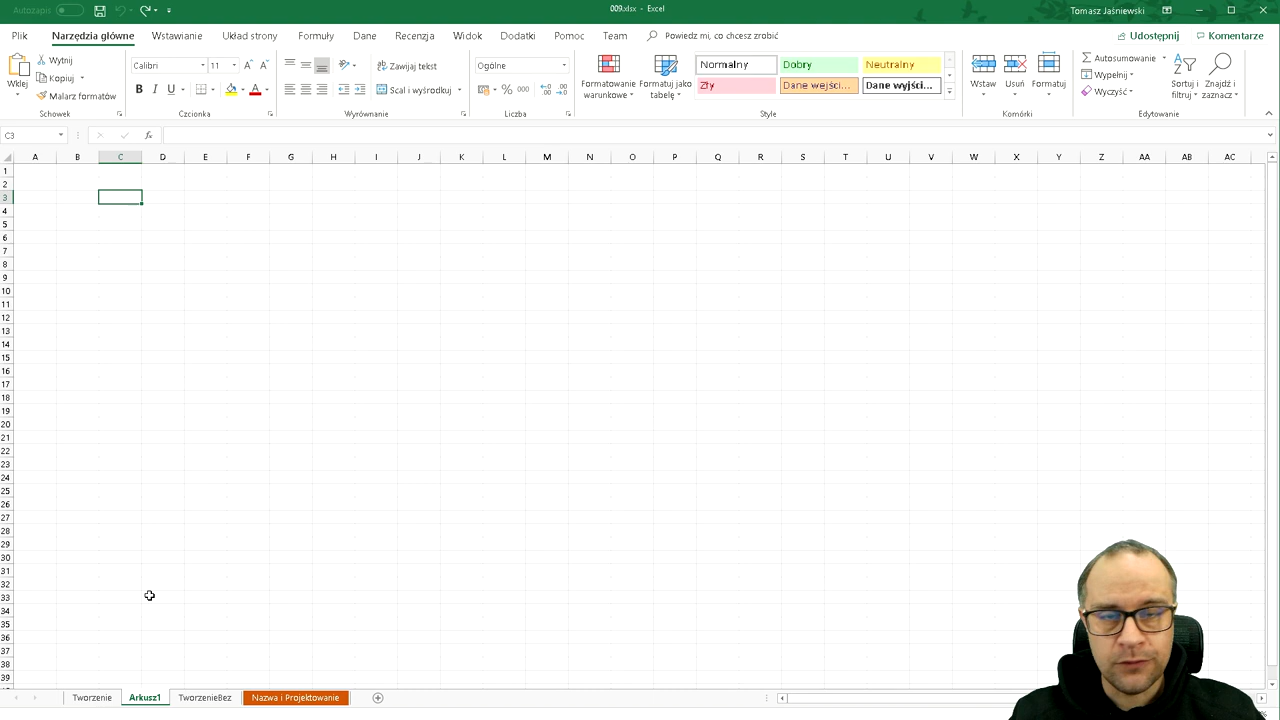 Autozapis
009.xlsx - Excel
Tomasz Jaśniewski
Plik Narzędzia główne Wstawianie Układ strony Formuły Dane Recenzja Widok Dodatki Pomoc Team Powiedz mi, co chcesz zrobić Udostępnij Komentarze
Wklej
Wytnij
Kopiuj
Malarz formatów
Schowek
Calibri 11
B I U A
Czcionka
Zawijaj tekst
Scal i wyśrodkuj
Wyrównanie
Ogólne
% 000
Liczba
Formatowanie warunkowe
Formatuj jako tabelę
Normalny Dobry Neutralny
Zły Dane wejści... Dane wyjści...
Style
Wstaw Usuń Formatuj
Komórki
Autosumowanie
Wypełnij
Wyczyść
Sortuj i filtruj
Znajdź i zaznacz
Edytowanie
C3 fx
A B C D E F G H I J K L M N O P Q R S T U V W X Y Z AA AB AC
1
2
3
4
5
6
7
8
9
10
11
12
13
14
15
16
17
18
19
20
21
22
23
24
25
26
27
28
29
30
31
32
33
34
35
36
37
38
39
Tworzenie Arkusz1 TworzenieBez Nazwa i Projektowanie